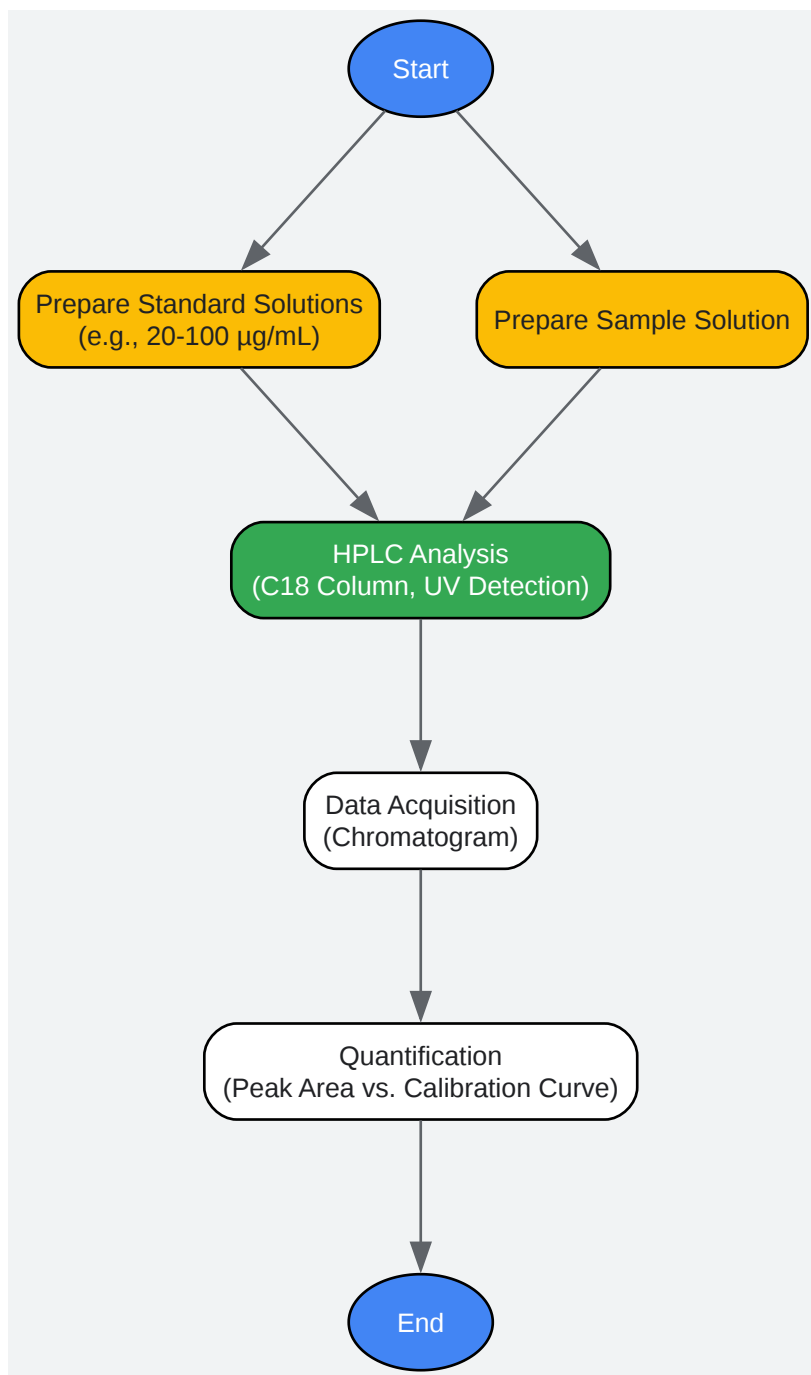 Start
Prepare Standard Solutions
(e.g., 20-100 µg/mL)
Prepare Sample Solution
HPLC Analysis
(C18 Column, UV Detection)
Data Acquisition
(Chromatogram)
Quantification
(Peak Area vs. Calibration Curve)
End